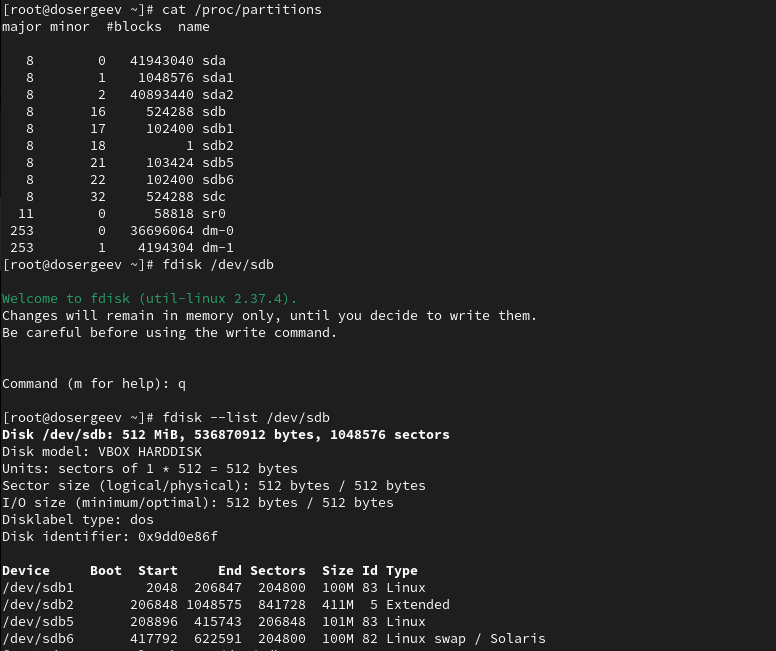 [root@dosergeev ~]# cat /proc/partitions
major minor  #blocks  name

   8        0   41943040 sda
   8        1    1048576 sda1
   8        2   40893440 sda2
   8       16     524288 sdb
   8       17     102400 sdb1
   8       18          1 sdb2
   8       21     103424 sdb5
   8       22     102400 sdb6
   8       32     524288 sdc
  11        0      58818 sr0
 253        0   36696064 dm-0
 253        1    4194304 dm-1
[root@dosergeev ~]# fdisk /dev/sdb

Welcome to fdisk (util-linux 2.37.4).
Changes will remain in memory only, until you decide to write them.
Be careful before using the write command.


Command (m for help): q

[root@dosergeev ~]# fdisk --list /dev/sdb
Disk /dev/sdb: 512 MiB, 536870912 bytes, 1048576 sectors
Disk model: VBOX HARDDISK
Units: sectors of 1 * 512 = 512 bytes
Sector size (logical/physical): 512 bytes / 512 bytes
I/O size (minimum/optimal): 512 bytes / 512 bytes
Disklabel type: dos
Disk identifier: 0x9dd0e86f

Device     Boot  Start     End Sectors  Size Id Type
/dev/sdb1         2048  206847  204800  100M 83 Linux
/dev/sdb2       206848 1048575  841728  411M  5 Extended
/dev/sdb5       208896  415743  206848  101M 83 Linux
/dev/sdb6       417792  622591  204800  100M 82 Linux swap / Solaris